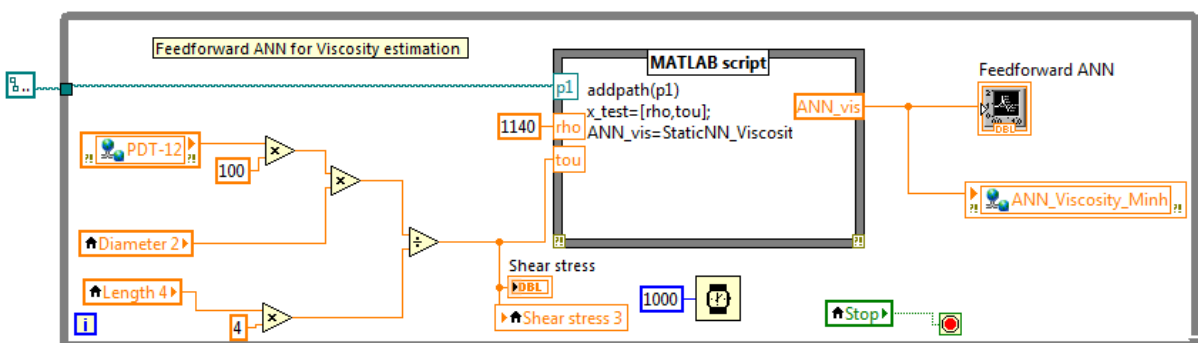 Feedforward ANN for Viscosity estimation
MATLAB script
Feedforward ANN
p1
addpath(p1)
ANN_vis
x_test=[rho,tou];
1140
rho
ANN_vis=StaticNN_Viscosit
DBL
PDT-12
100
tou
ANN_Viscosity_Minh
Diameter 2
Shear stress
DBL
Length 4
1000
4
Shear stress 3
Stop
i